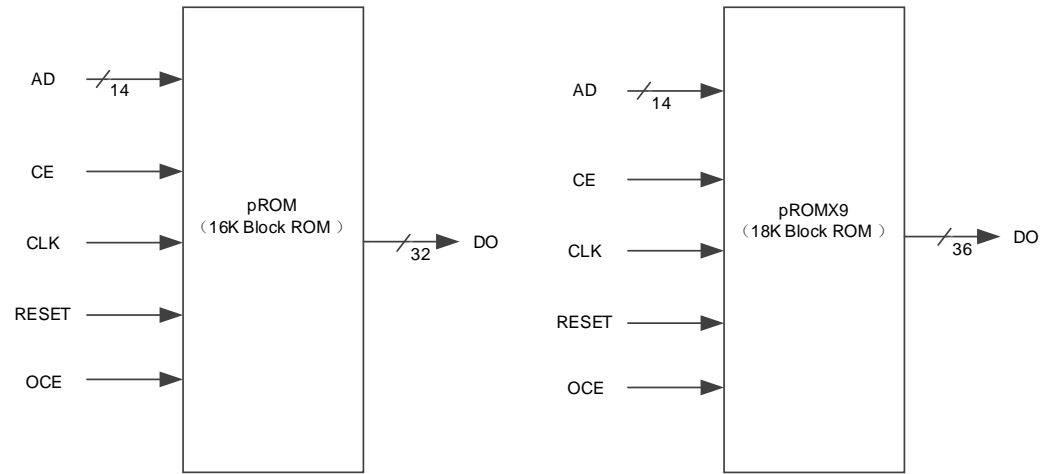 AD
14
CE
CLK
RESET
OCE
pROM
（16K Block ROM ）
32
DO
AD
14
CE
CLK
RESET
OCE
pROMX9
（18K Block ROM ）
36
DO